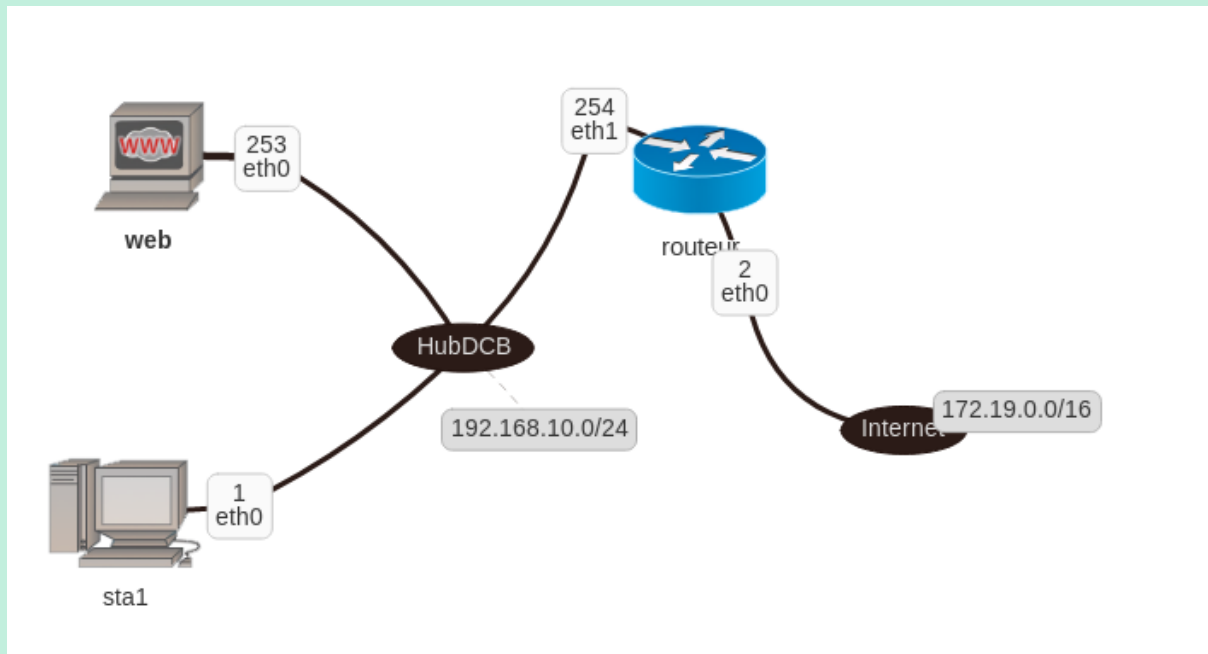 254
eth1
WWW
253
eth0
web
routeur
2
eth0
HubDCB
192.168.10.0/24
172.19.0.0/16
Internet
1
eth0
sta1